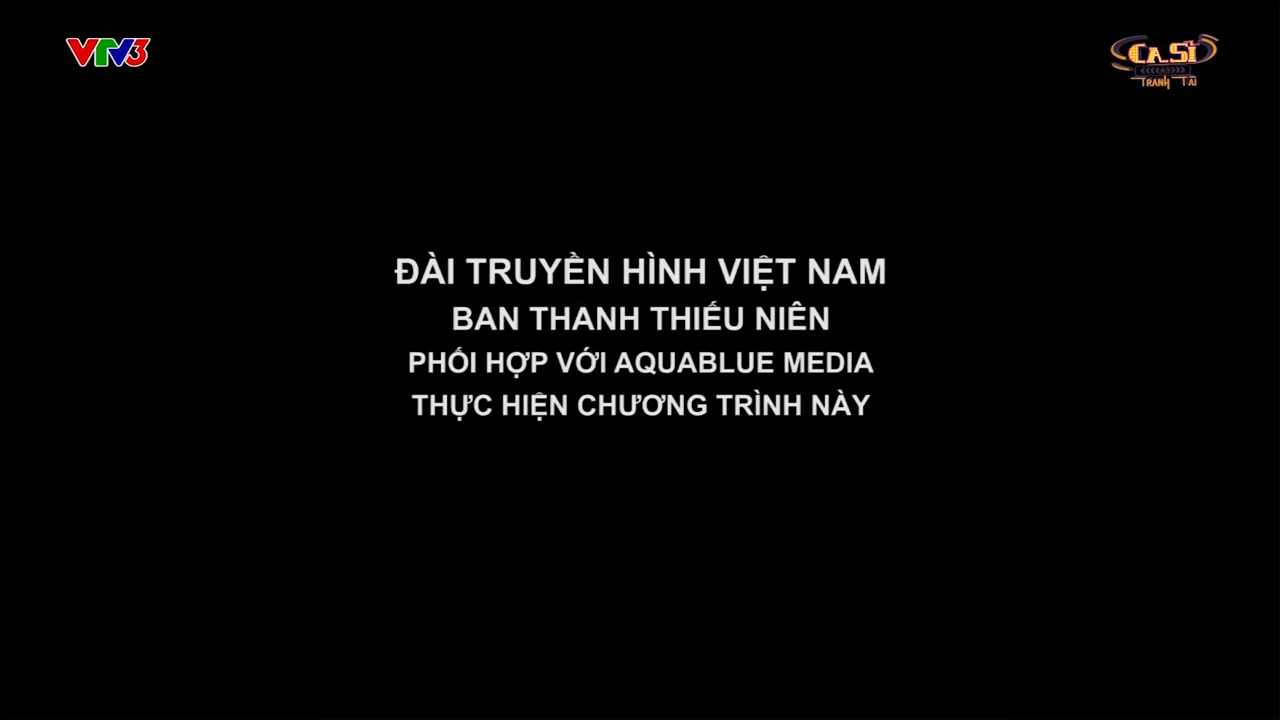 VTV3
CA SĨ
TRANH TÀI
ĐÀI TRUYỀN HÌNH VIỆT NAM
BAN THANH THIẾU NIÊN
PHỐI HỢP VỚI AQUABLUE MEDIA
THỰC HIỆN CHƯƠNG TRÌNH NÀY